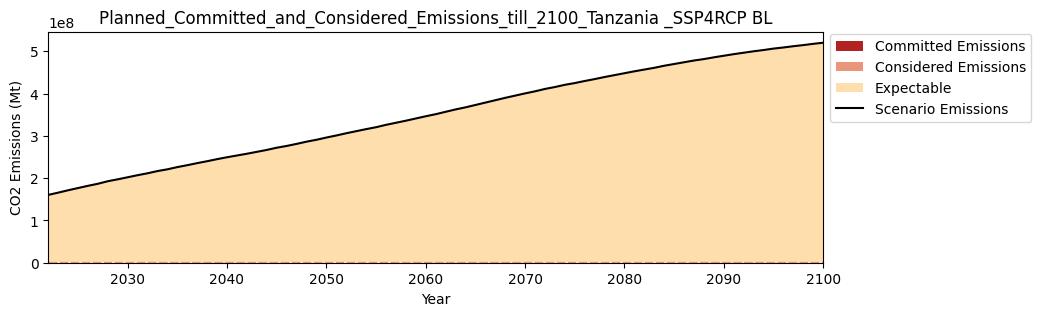 Planned_Committed_and_Considered_Emissions_till_2100_Tanzania _SSP4RCP BL
1e8
5
4
3
2
1
0
CO2 Emissions (Mt)
2030 2040 2050 2060 2070 2080 2090 2100
Year
Committed Emissions
Considered Emissions
Expectable
Scenario Emissions